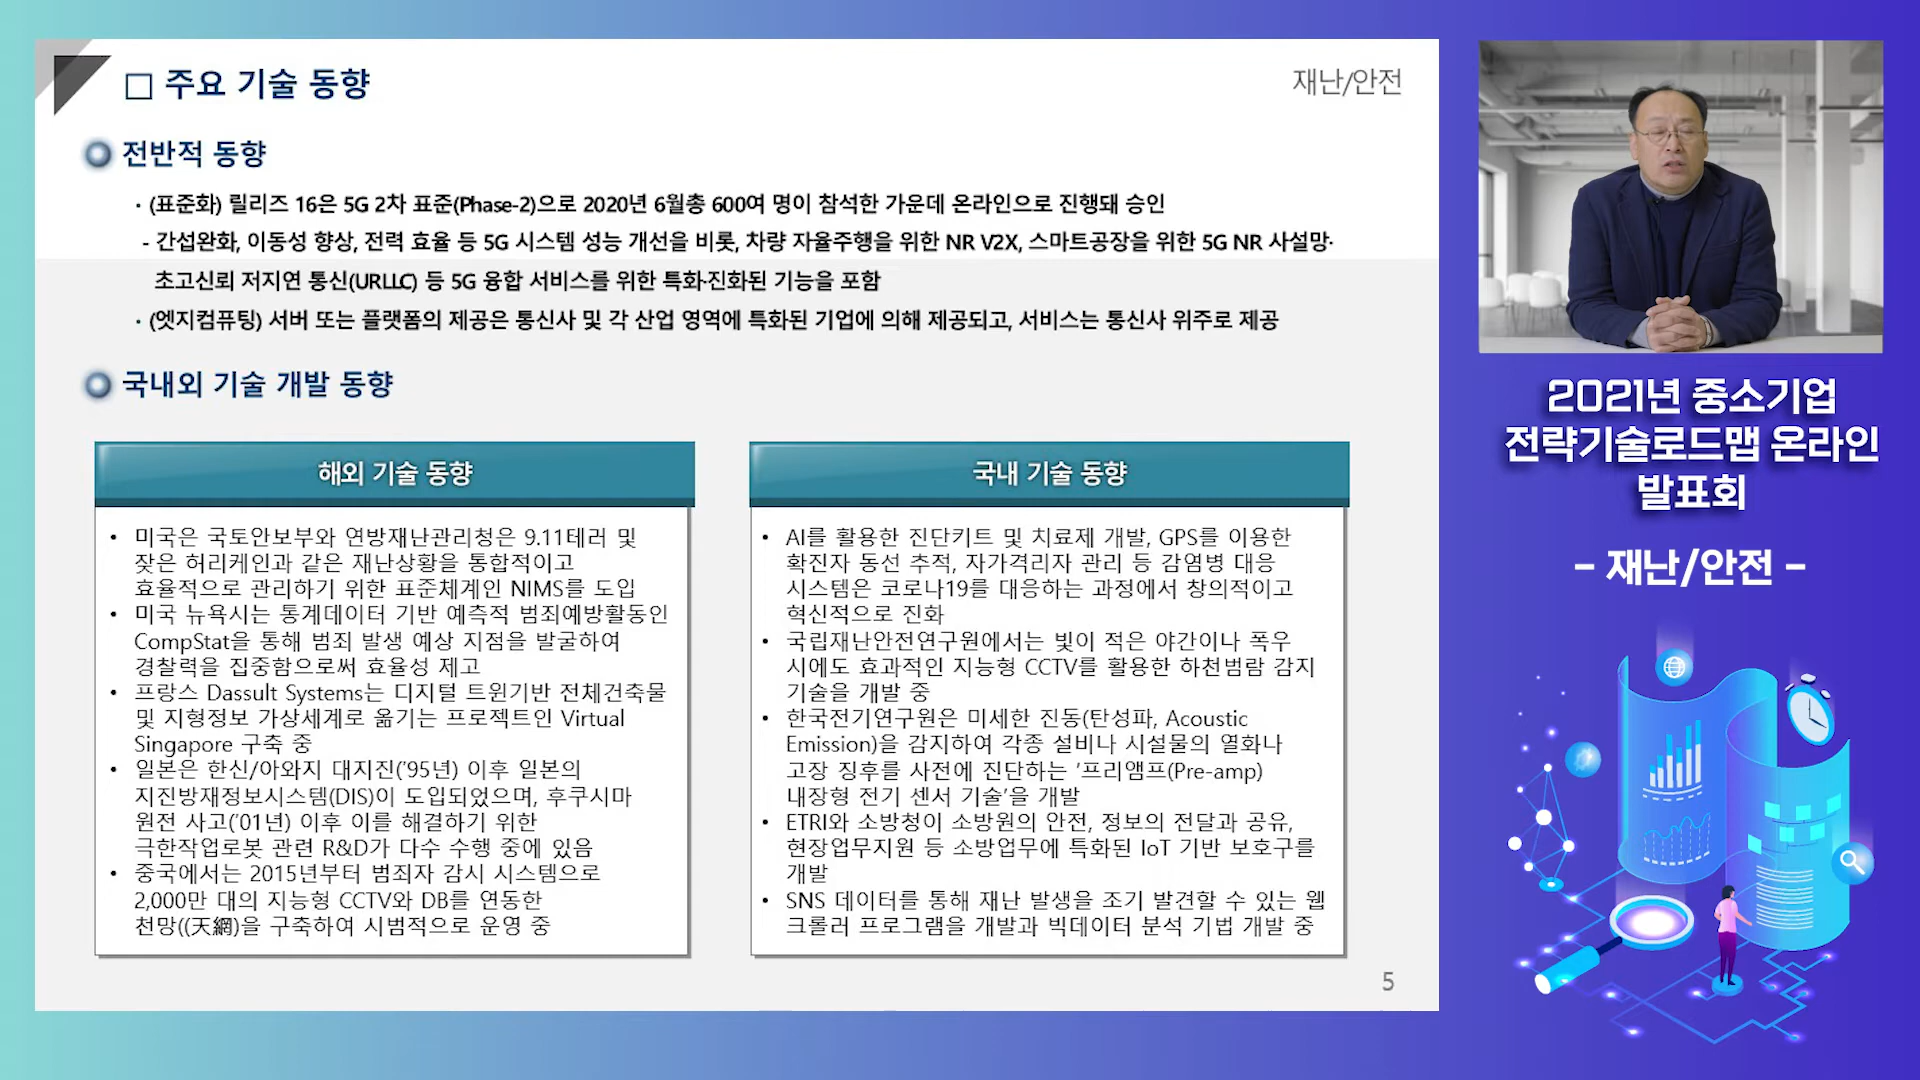 □ 주요 기술 동향
재난/안전
전반적 동향
· (표준화) 릴리즈 16은 5G 2차 표준(Phase-2)으로 2020년 6월총 600여 명이 참석한 가운데 온라인으로 진행돼 승인
- 간섭완화, 이동성 향상, 전력 효율 등 5G 시스템 성능 개선을 비롯, 차량 자율주행을 위한 NR V2X, 스마트공장을 위한 5G NR 사설망·
초고신뢰 저지연 통신(URLLC) 등 5G 융합 서비스를 위한 특화·진화된 기능을 포함
· (엣지컴퓨팅) 서버 또는 플랫폼의 제공은 통신사 및 각 산업 영역에 특화된 기업에 의해 제공되고, 서비스는 통신사 위주로 제공
국내외 기술 개발 동향
해외 기술 동향
• 미국은 국토안보부와 연방재난관리청은 9.11테러 및
잦은 허리케인과 같은 재난상황을 통합적이고
효율적으로 관리하기 위한 표준체계인 NIMS를 도입
• 미국 뉴욕시는 통계데이터 기반 예측적 범죄예방활동인
CompStat을 통해 범죄 발생 예상 지점을 발굴하여
경찰력을 집중함으로써 효율성 제고
• 프랑스 Dassult Systems는 디지털 트윈기반 전체건축물
및 지형정보 가상세계로 옮기는 프로젝트인 Virtual
Singapore 구축 중
• 일본은 한신/아와지 대지진('95년) 이후 일본의
지진방재정보시스템(DIS)이 도입되었으며, 후쿠시마
원전 사고('01년) 이후 이를 해결하기 위한
극한작업로봇 관련 R&D가 다수 수행 중에 있음
• 중국에서는 2015년부터 범죄자 감시 시스템으로
2,000만 대의 지능형 CCTV와 DB를 연동한
천망((天網)을 구축하여 시범적으로 운영 중
국내 기술 동향
• AI를 활용한 진단키트 및 치료제 개발, GPS를 이용한
확진자 동선 추적, 자가격리자 관리 등 감염병 대응
시스템은 코로나19를 대응하는 과정에서 창의적이고
혁신적으로 진화
• 국립재난안전연구원에서는 빛이 적은 야간이나 폭우
시에도 효과적인 지능형 CCTV를 활용한 하천범람 감지
기술을 개발 중
• 한국전기연구원은 미세한 진동(탄성파, Acoustic
Emission)을 감지하여 각종 설비나 시설물의 열화나
고장 징후를 사전에 진단하는 '프리앰프(Pre-amp)
내장형 전기 센서 기술'을 개발
• ETRI와 소방청이 소방원의 안전, 정보의 전달과 공유,
현장업무지원 등 소방업무에 특화된 IoT 기반 보호구를
개발
• SNS 데이터를 통해 재난 발생을 조기 발견할 수 있는 웹
크롤러 프로그램을 개발과 빅데이터 분석 기법 개발 중
5
2021년 중소기업
전략기술로드맵 온라인
발표회
- 재난/안전 -